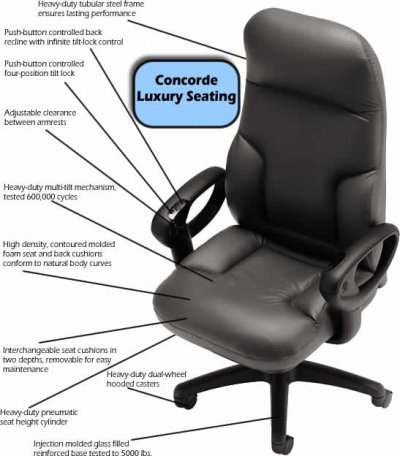 Heavy-duty tubular steel frame
ensures lasting performance
Push-button controlled back
recline with infinite tilt-lock control
Push-button controlled
four-position tilt lock
Concorde
Luxury Seating
Adjustable clearance
between armrests
Heavy-duty multi-tilt mechanism,
tested 600,000 cycles
High density, contoured molded
foam seat and back cushions
conform to natural body curves
Interchangeable seat cushions in
two depths, removable for easy
maintenance
Heavy-duty dual-wheel
hooded casters
Heavy-duty pneumatic
seat height cylinder
Injection molded glass filled
reinforced base tested to 5000 lbs.